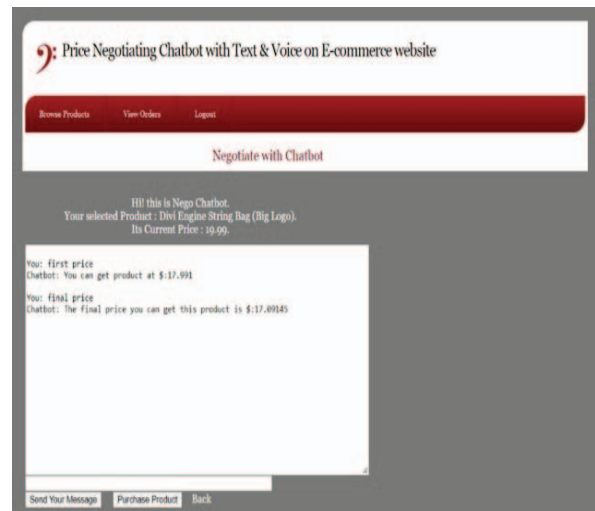 Price Negotiating Chatbot with Text & Voice on E-commerce website
Browse Products View Orders Logout
Negotiate with Chatbot
Hi! this is Nego Chatbot.
Your selected Product : Divi Engine String Bag (Big Logo).
Its Current Price : 19.99.
You: first price
Chatbot: You can get product at $:17.991
You: final price
Chatbot: The final price you can get this product is $:17.09145
Send Your Message Purchase Product Back